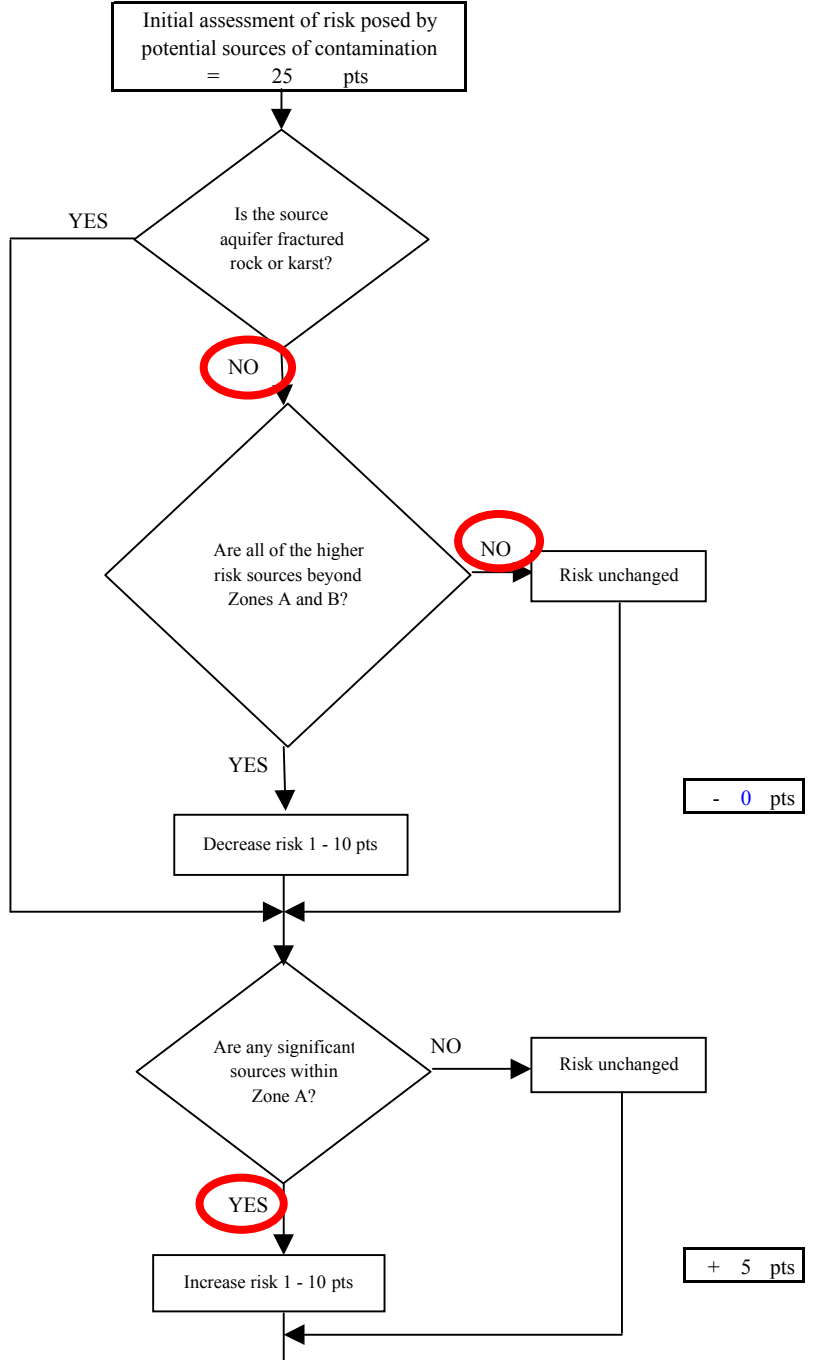 Initial assessment of risk posed by
potential sources of contamination
= 25 pts
YES
Is the source
aquifer fractured
rock or karst?
NO
Are all of the higher
risk sources beyond
Zones A and B?
NO
Risk unchanged
YES
- 0 pts
Decrease risk 1 - 10 pts
Are any significant
sources within
Zone A?
NO
Risk unchanged
YES
+ 5 pts
Increase risk 1 - 10 pts